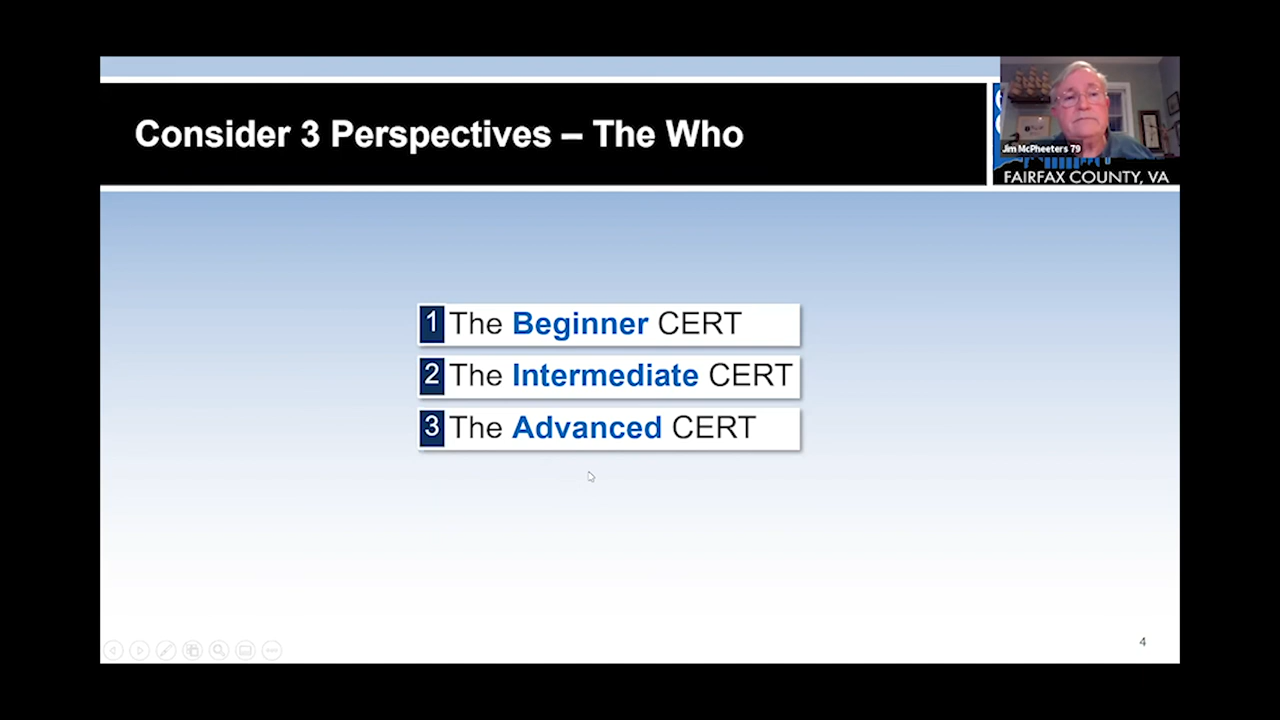 Consider 3 Perspectives – The Who
Jim McPheeters 79
FAIRFAX COUNTY, VA
1 The Beginner CERT
2 The Intermediate CERT
3 The Advanced CERT
4